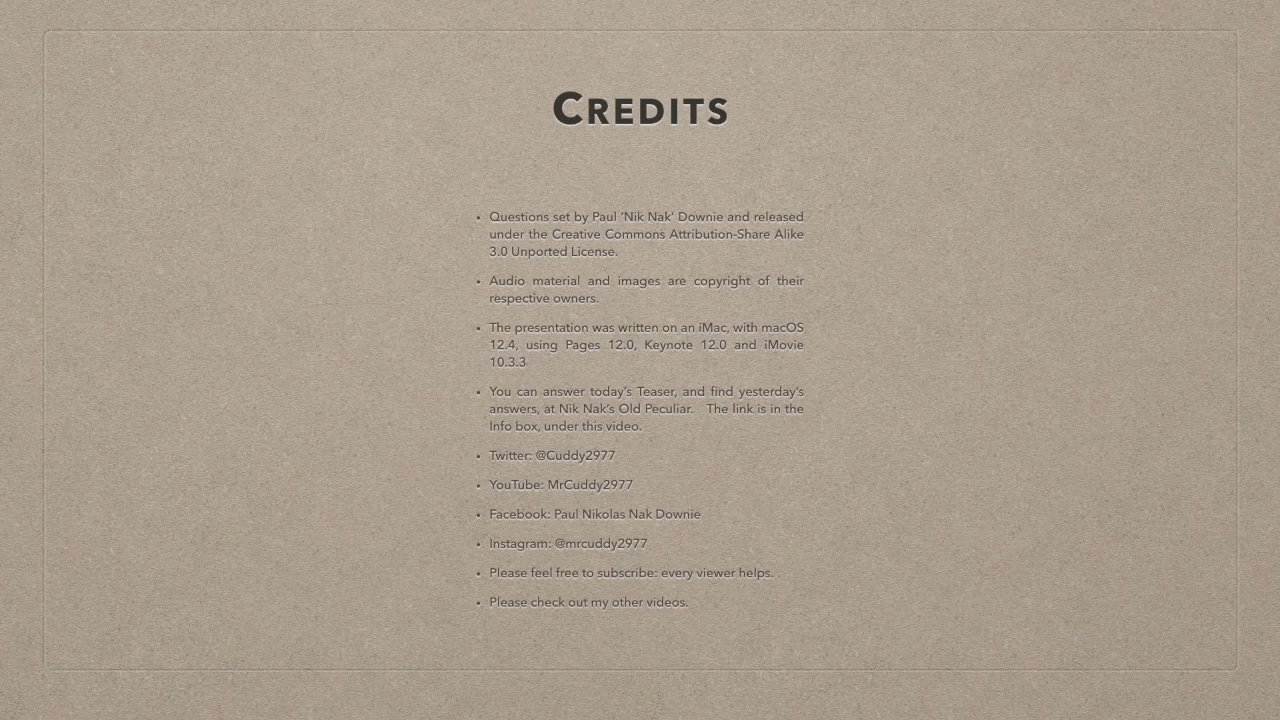 CREDITS
• Questions set by Paul ‘Nik Nak’ Downie and released
under the Creative Commons Attribution-Share Alike
3.0 Unported License.
• Audio material and images are copyright of their
respective owners.
• The presentation was written on an iMac, with macOS
12.4, using Pages 12.0, Keynote 12.0 and iMovie
10.3.3
• You can answer today’s Teaser, and find yesterday’s
answers, at Nik Nak’s Old Peculiar. The link is in the
Info box, under this video.
• Twitter: @Cuddy2977
• YouTube: MrCuddy2977
• Facebook: Paul Nikolas Nak Downie
• Instagram: @mrcuddy2977
• Please feel free to subscribe: every viewer helps.
• Please check out my other videos.